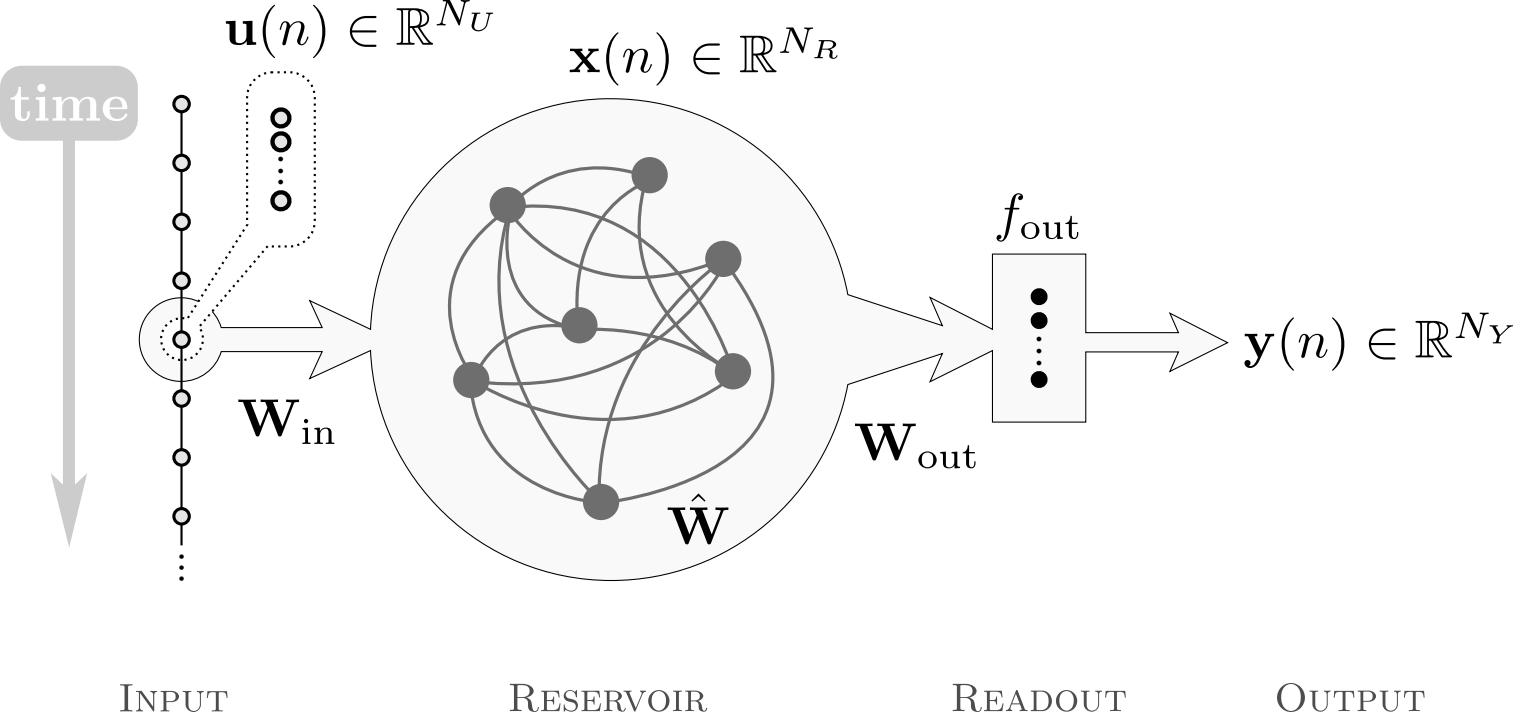 𝐮(n) ∈ ℝ^{N_U}
𝐱(n) ∈ ℝ^{N_R}
time
f_out
𝐲(n) ∈ ℝ^{N_Y}
𝐖_in
𝐖_out
𝐖̂
Input
Reservoir
Readout
Output